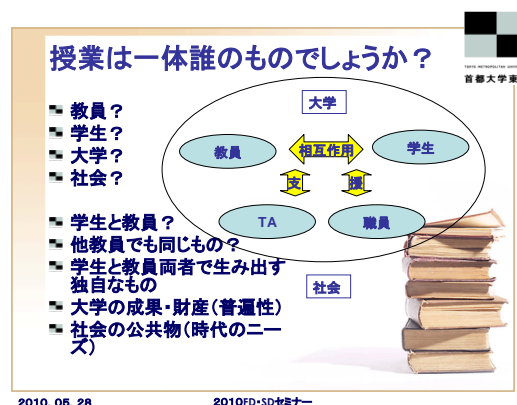 授業は一体誰のものでしょうか？
首都大学東
教員？
学生？
大学？
社会？
学生と教員？
他教員でも同じもの？
学生と教員両者で生み出す
独自なもの
大学の成果・財産（普遍性）
社会の公共物（時代のニー
ズ）
大学
教員
相互作用
学生
支
援
TA
職員
社会
2010．05．28
2010FD・SDセミナー